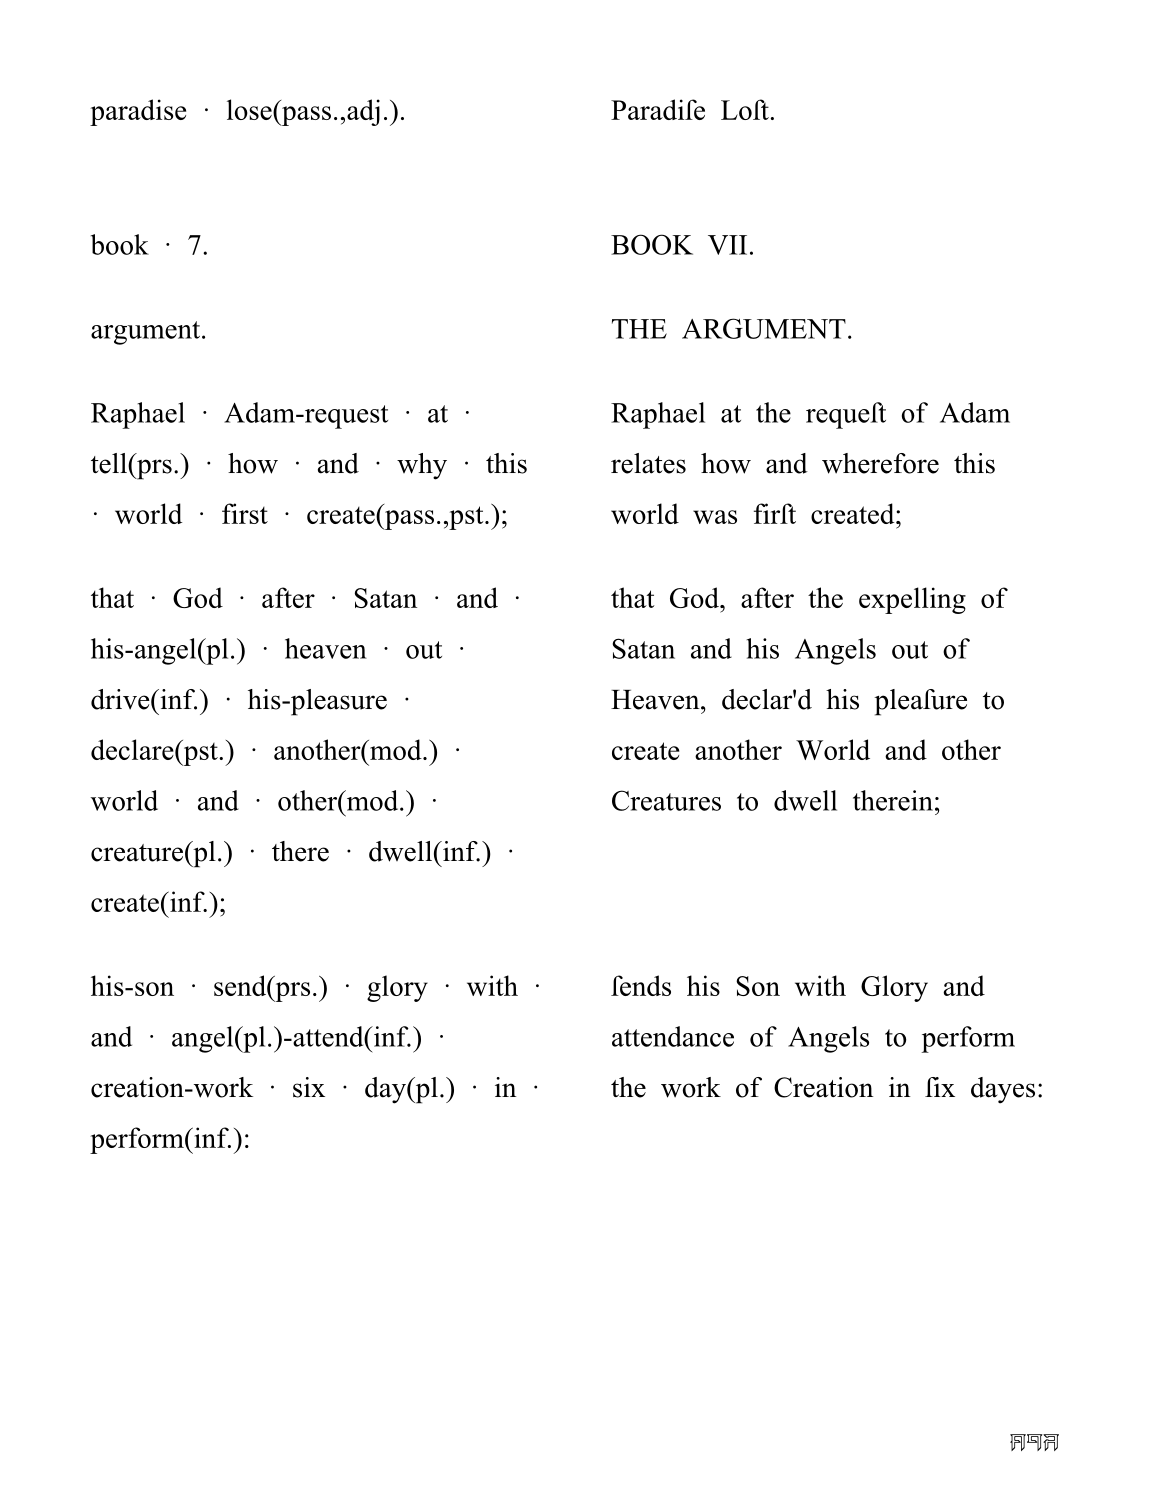 paradise · lose(pass.,adj.).
Paradiſe Loſt.
book · 7.
BOOK VII.
argument.
THE ARGUMENT.
Raphael · Adam-request · at ·
tell(prs.) · how · and · why · this
· world · first · create(pass.,pst.);
Raphael at the requeſt of Adam
relates how and wherefore this
world was firſt created;
that · God · after · Satan · and ·
his-angel(pl.) · heaven · out ·
drive(inf.) · his-pleasure ·
declare(pst.) · another(mod.) ·
world · and · other(mod.) ·
creature(pl.) · there · dwell(inf.) ·
create(inf.);
that God, after the expelling of
Satan and his Angels out of
Heaven, declar'd his pleaſure to
create another World and other
Creatures to dwell therein;
his-son · send(prs.) · glory · with ·
and · angel(pl.)-attend(inf.) ·
creation-work · six · day(pl.) · in ·
perform(inf.):
ſends his Son with Glory and
attendance of Angels to perform
the work of Creation in ſix dayes: